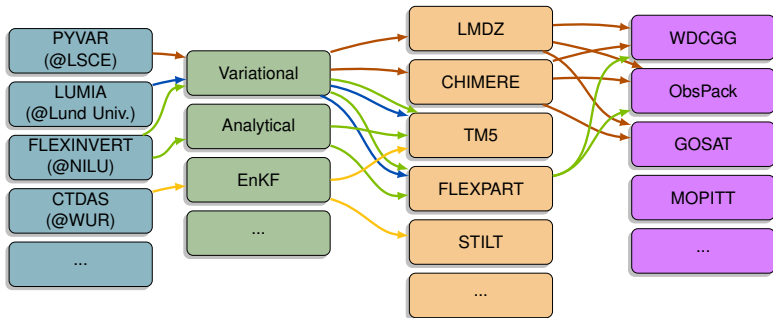 PYVAR
(@LSCE)
LUMIA
(@Lund Univ.)
FLEXINVERT
(@NILU)
CTDAS
(@WUR)
...
Variational
Analytical
EnKF
...
LMDZ
CHIMERE
TM5
FLEXPART
STILT
...
WDCGG
ObsPack
GOSAT
MOPITT
...